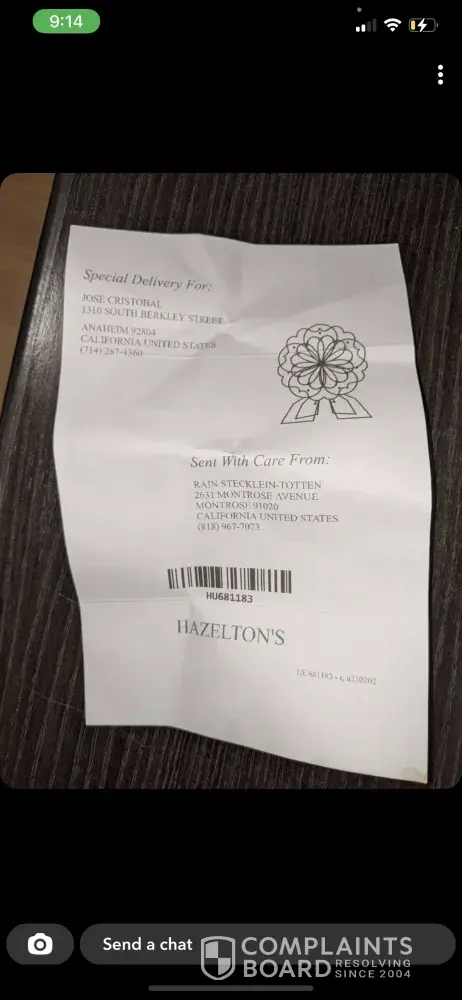 9:14
Special Delivery For:
JOSE CRISTOBAL
1310 SOUTH BERKLEY STREET
ANAHEIM 92804
CALIFORNIA UNITED STATES
(714) 287-4360
Sent With Care From:
RAIN STECKLEIN-TOTTEN
2631 MONTROSE AVENUE
MONTROSE 91020
CALIFORNIA UNITED STATES
(818) 967-7073
HU681183
HAZELTON'S
HU681183 - r, a210202
Send a chat
COMPLAINTS
BOARD RESOLVING
SINCE 2004